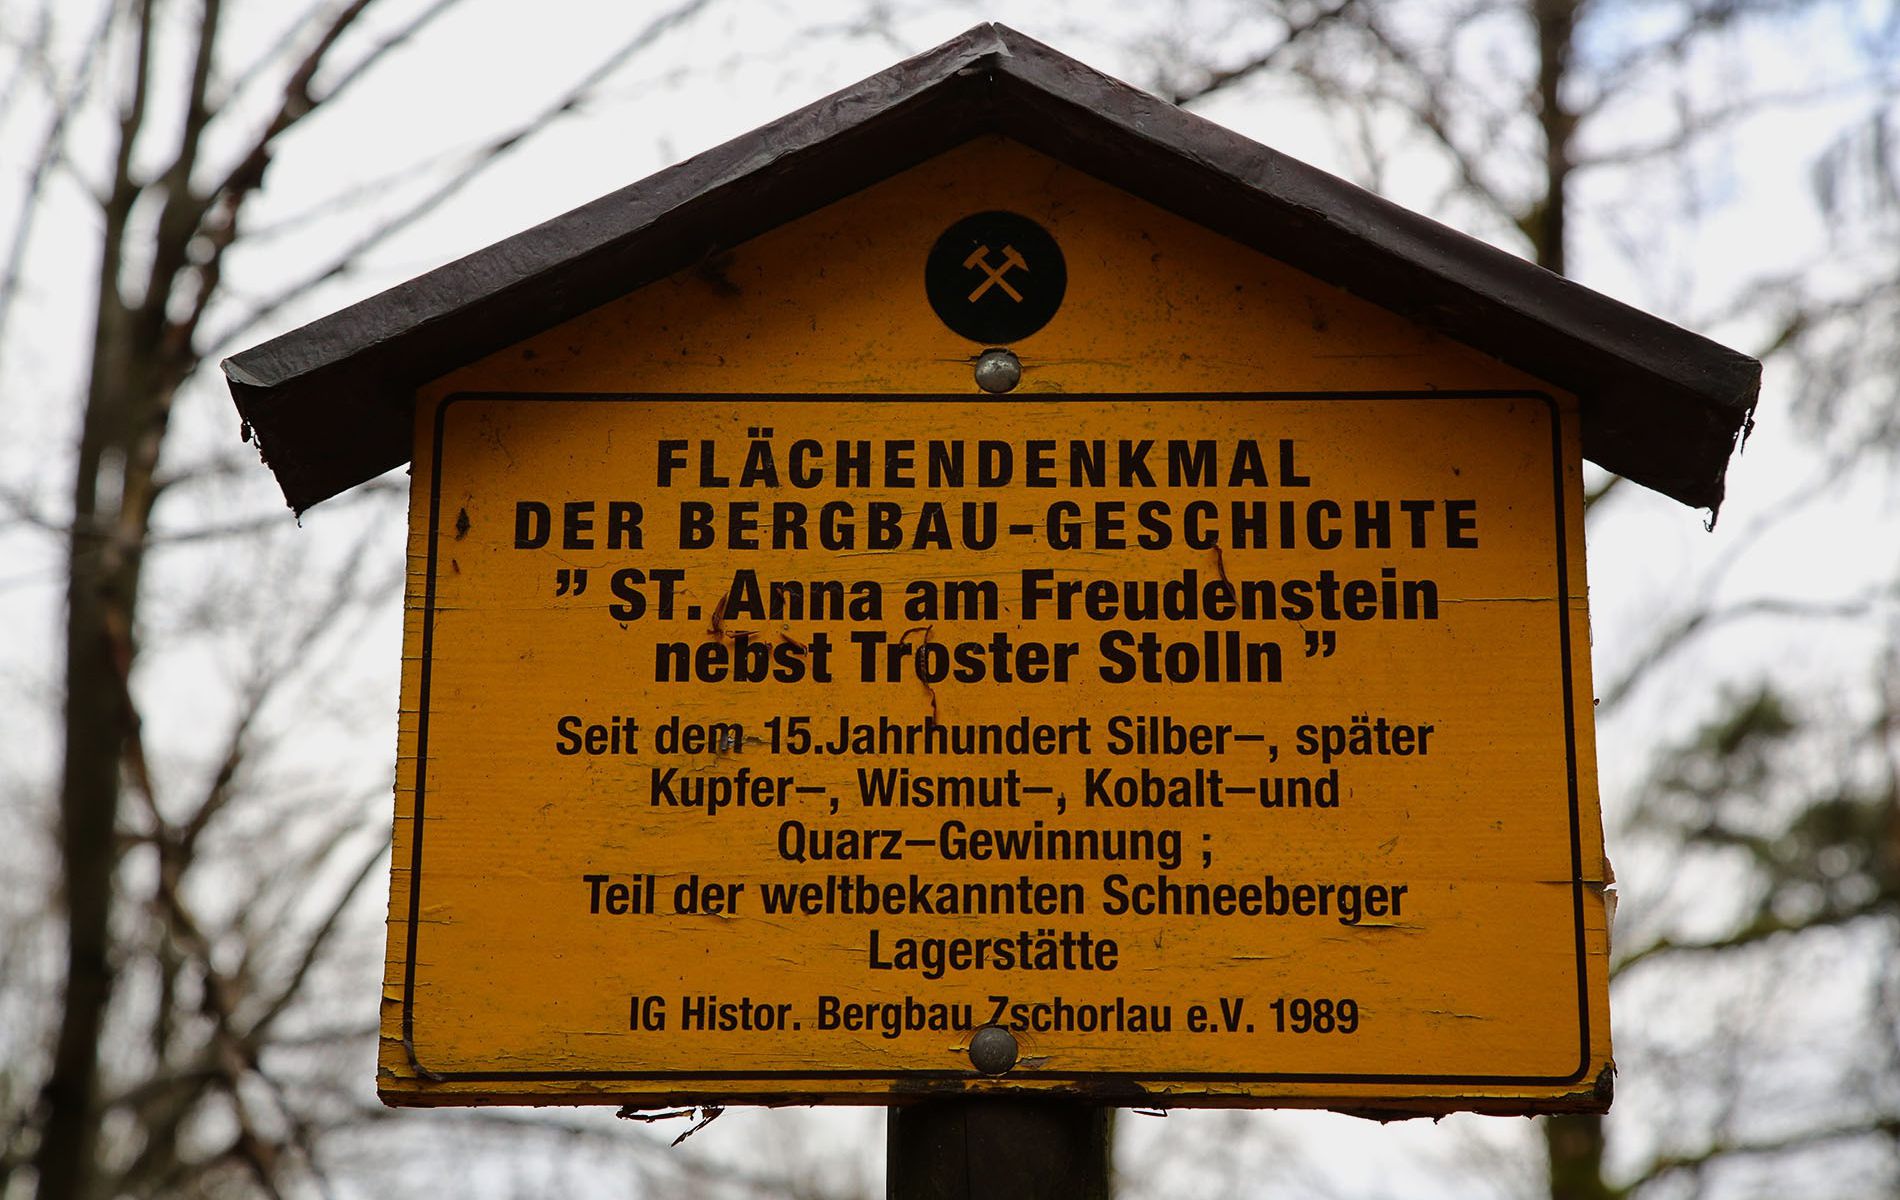 FLÄCHENDENKMAL
DER BERGBAU-GESCHICHTE
” ST. Anna am Freudenstein
nebst Troster Stolln ”
Seit dem 15.Jahrhundert Silber–, später
Kupfer–, Wismut–, Kobalt–und
Quarz–Gewinnung ;
Teil der weltbekannten Schneeberger
Lagerstätte
IG Histor. Bergbau Zschorlau e.V. 1989